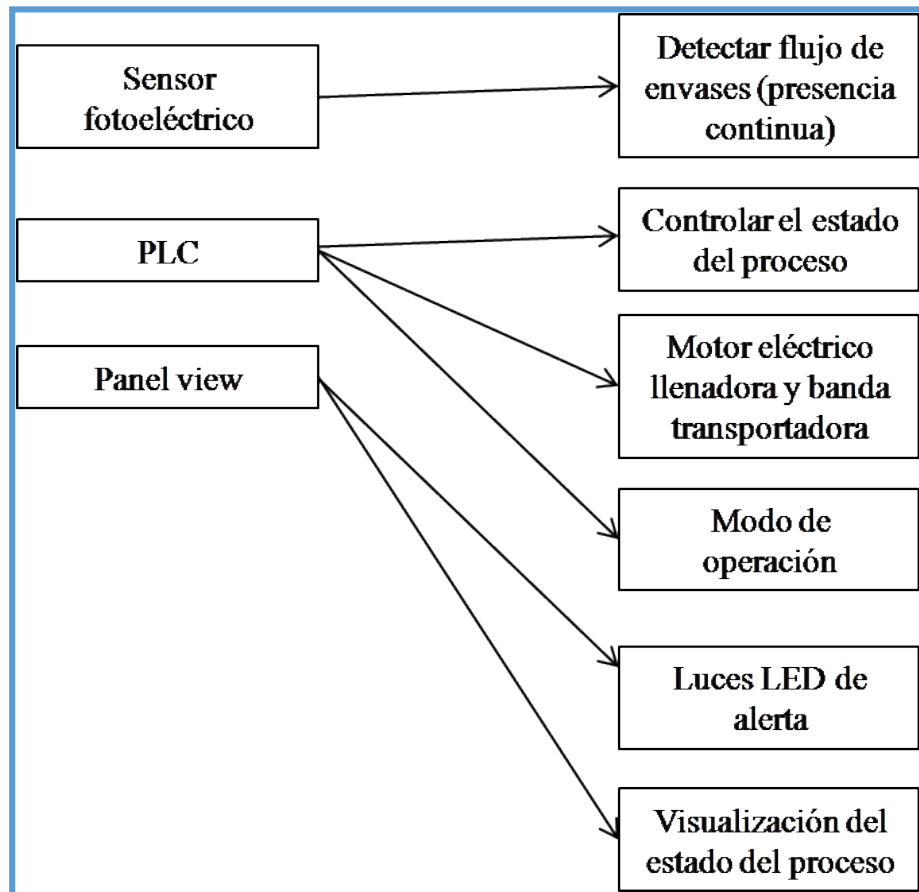 Sensor
fotoeléctrico
PLC
Panel view
Detectar flujo de
envases (presencia
continua)
Controlar el estado
del proceso
Motor eléctrico
llenadora y banda
transportadora
Modo de
operación
Luces LED de
alerta
Visualización del
estado del proceso